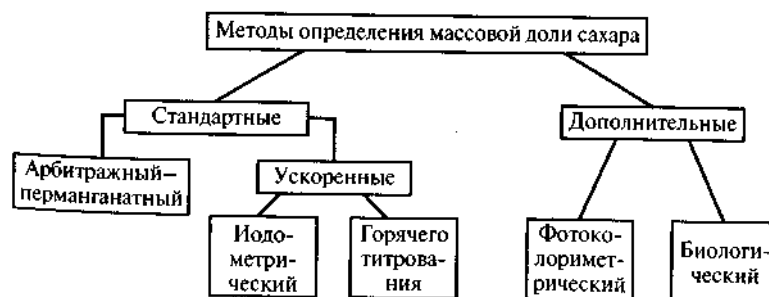 Методы определения массовой доли сахара
Стандартные
Дополнительные
Арбитражный—
перманганатный
Ускоренные
Иодо-
метри-
ческий
Горячего
титрова-
ния
Фотоко-
лоримет-
рический
Биологи-
ческий